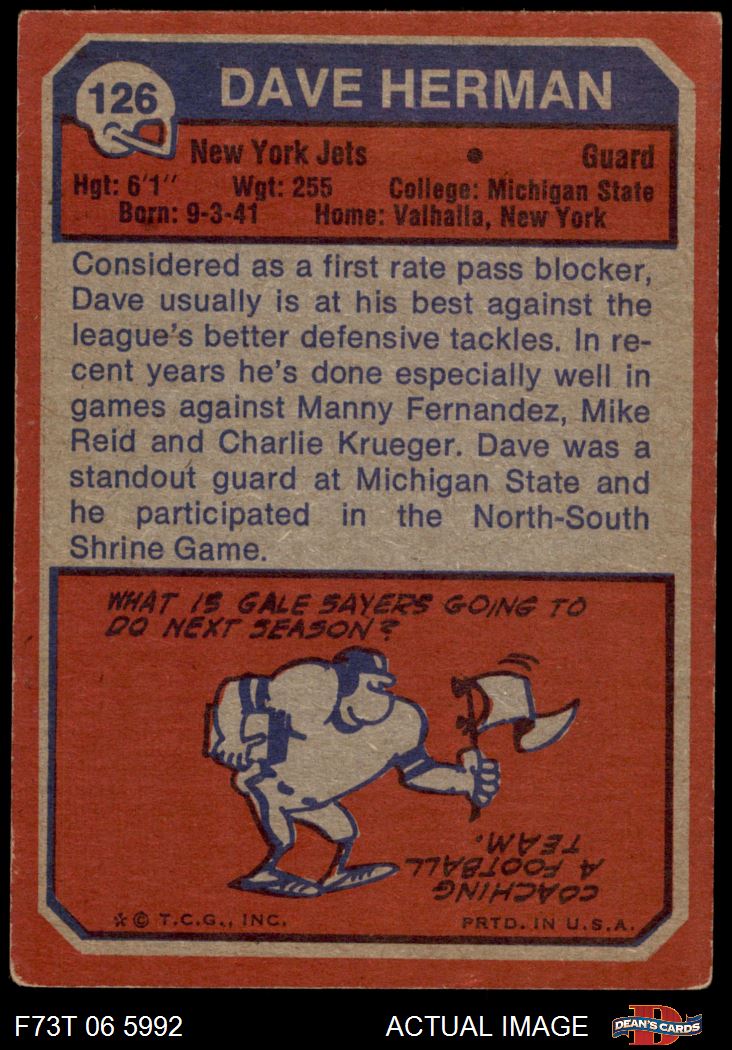 126
DAVE HERMAN
New York Jets • Guard
Hgt: 6'1" Wgt: 255 College: Michigan State
Born: 9-3-41 Home: Valhalla, New York
Considered as a first rate pass blocker,
Dave usually is at his best against the
league's better defensive tackles. In re-
cent years he's done especially well in
games against Manny Fernandez, Mike
Reid and Charlie Krueger. Dave was a
standout guard at Michigan State and
he participated in the North-South
Shrine Game.
WHAT IS GALE SAYERS GOING TO
DO NEXT SEASON?
COACHING
A FOOTBALL
TEAM.
* © T.C.G., INC. PRTD. IN U.S.A.
F73T 06 5992 ACTUAL IMAGE
D
DEAN'S CARDS